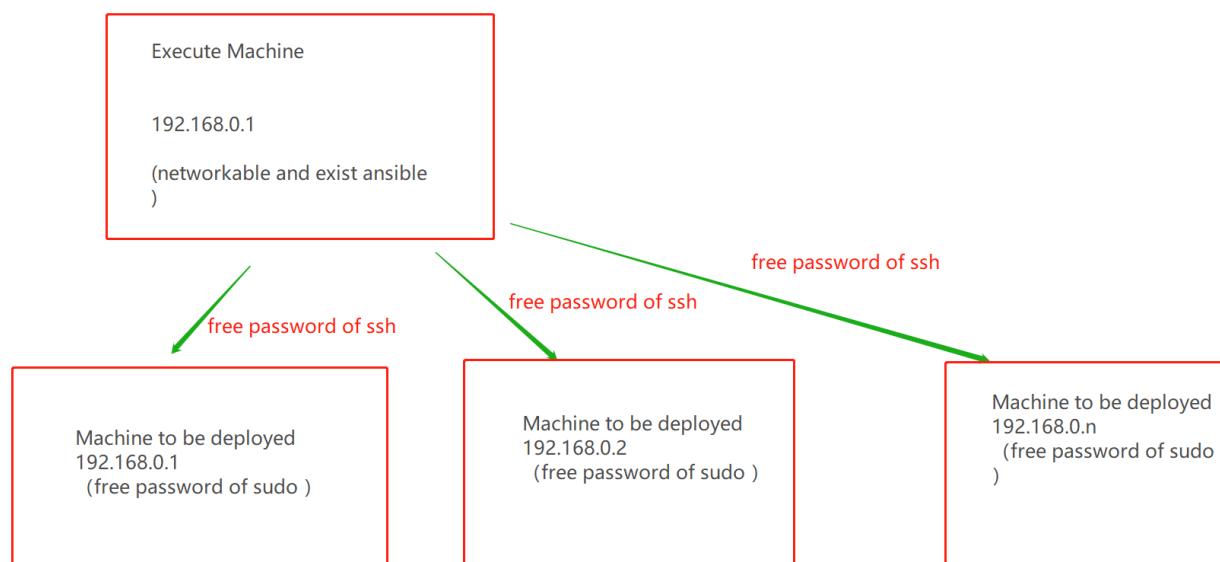 Execute Machine
192.168.0.1
(networkable and exist ansible
)
free password of ssh
free password of ssh
free password of ssh
Machine to be deployed
192.168.0.1
（free password of sudo ）
Machine to be deployed
192.168.0.2
（free password of sudo ）
Machine to be deployed
192.168.0.n
（free password of sudo
）